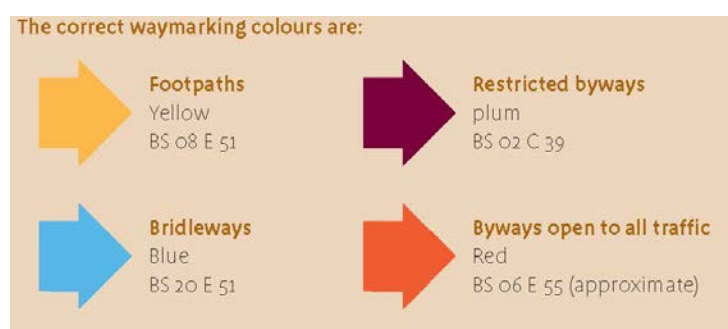 The correct waymarking colours are:
Footpaths
Yellow
BS 08 E 51
Restricted byways
plum
BS 02 C 39
Bridleways
Blue
BS 20 E 51
Byways open to all traffic
Red
BS 06 E 55 (approximate)